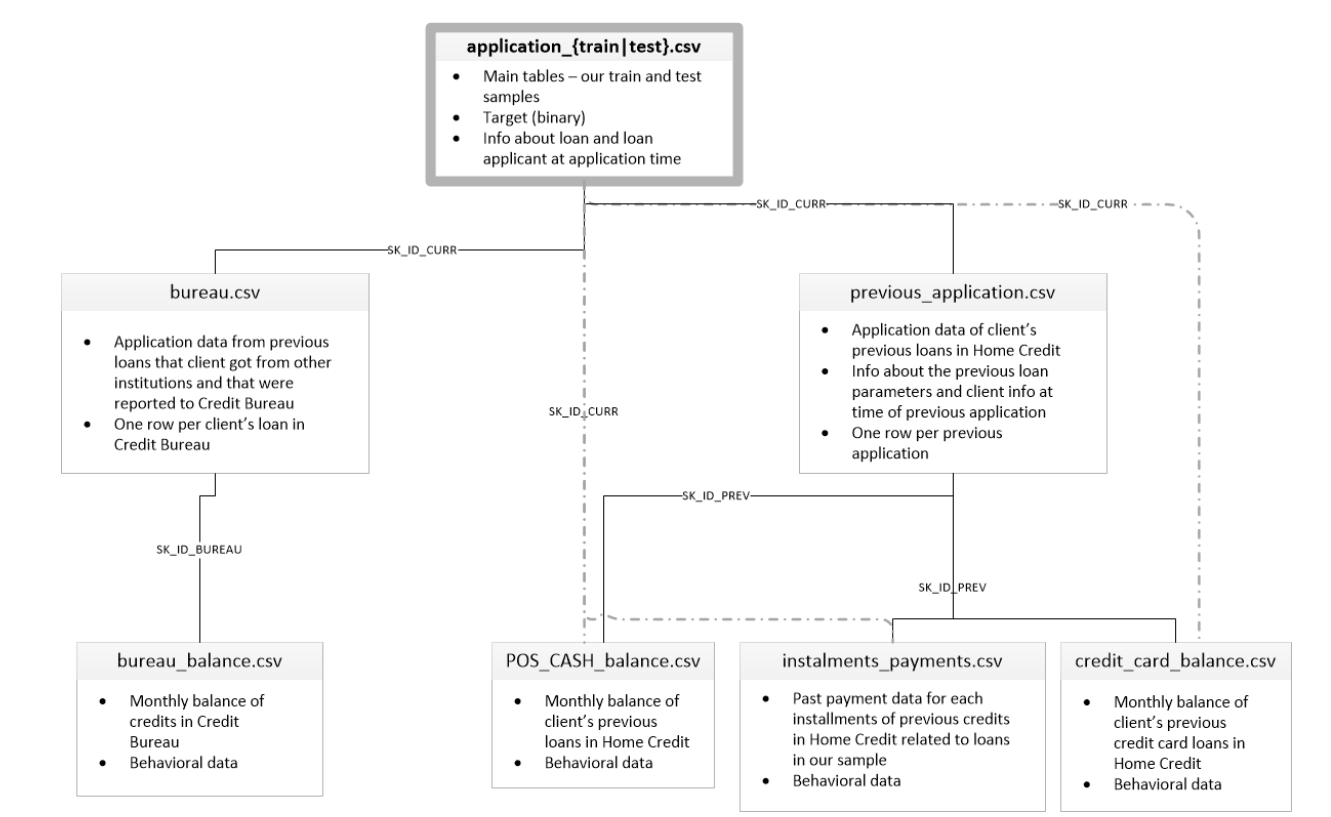 application_{train|test}.csv
• Main tables – our train and test
samples
• Target (binary)
• Info about loan and loan
applicant at application time
SK_ID_CURR
SK_ID_CURR
SK_ID_CURR
bureau.csv
• Application data from previous
loans that client got from other
institutions and that were
reported to Credit Bureau
• One row per client's loan in
Credit Bureau
previous_application.csv
• Application data of client's
previous loans in Home Credit
• Info about the previous loan
parameters and client info at
time of previous application
• One row per previous
application
SK_ID_CURR
SK_ID_PREV
SK_ID_BUREAU
SK_ID_PREV
bureau_balance.csv
• Monthly balance of
credits in Credit
Bureau
• Behavioral data
POS_CASH_balance.csv
• Monthly balance of
client's previous
loans in Home Credit
• Behavioral data
instalments_payments.csv
• Past payment data for each
installments of previous credits
in Home Credit related to loans
in our sample
• Behavioral data
credit_card_balance.csv
• Monthly balance of
client's previous
credit card loans in
Home Credit
• Behavioral data